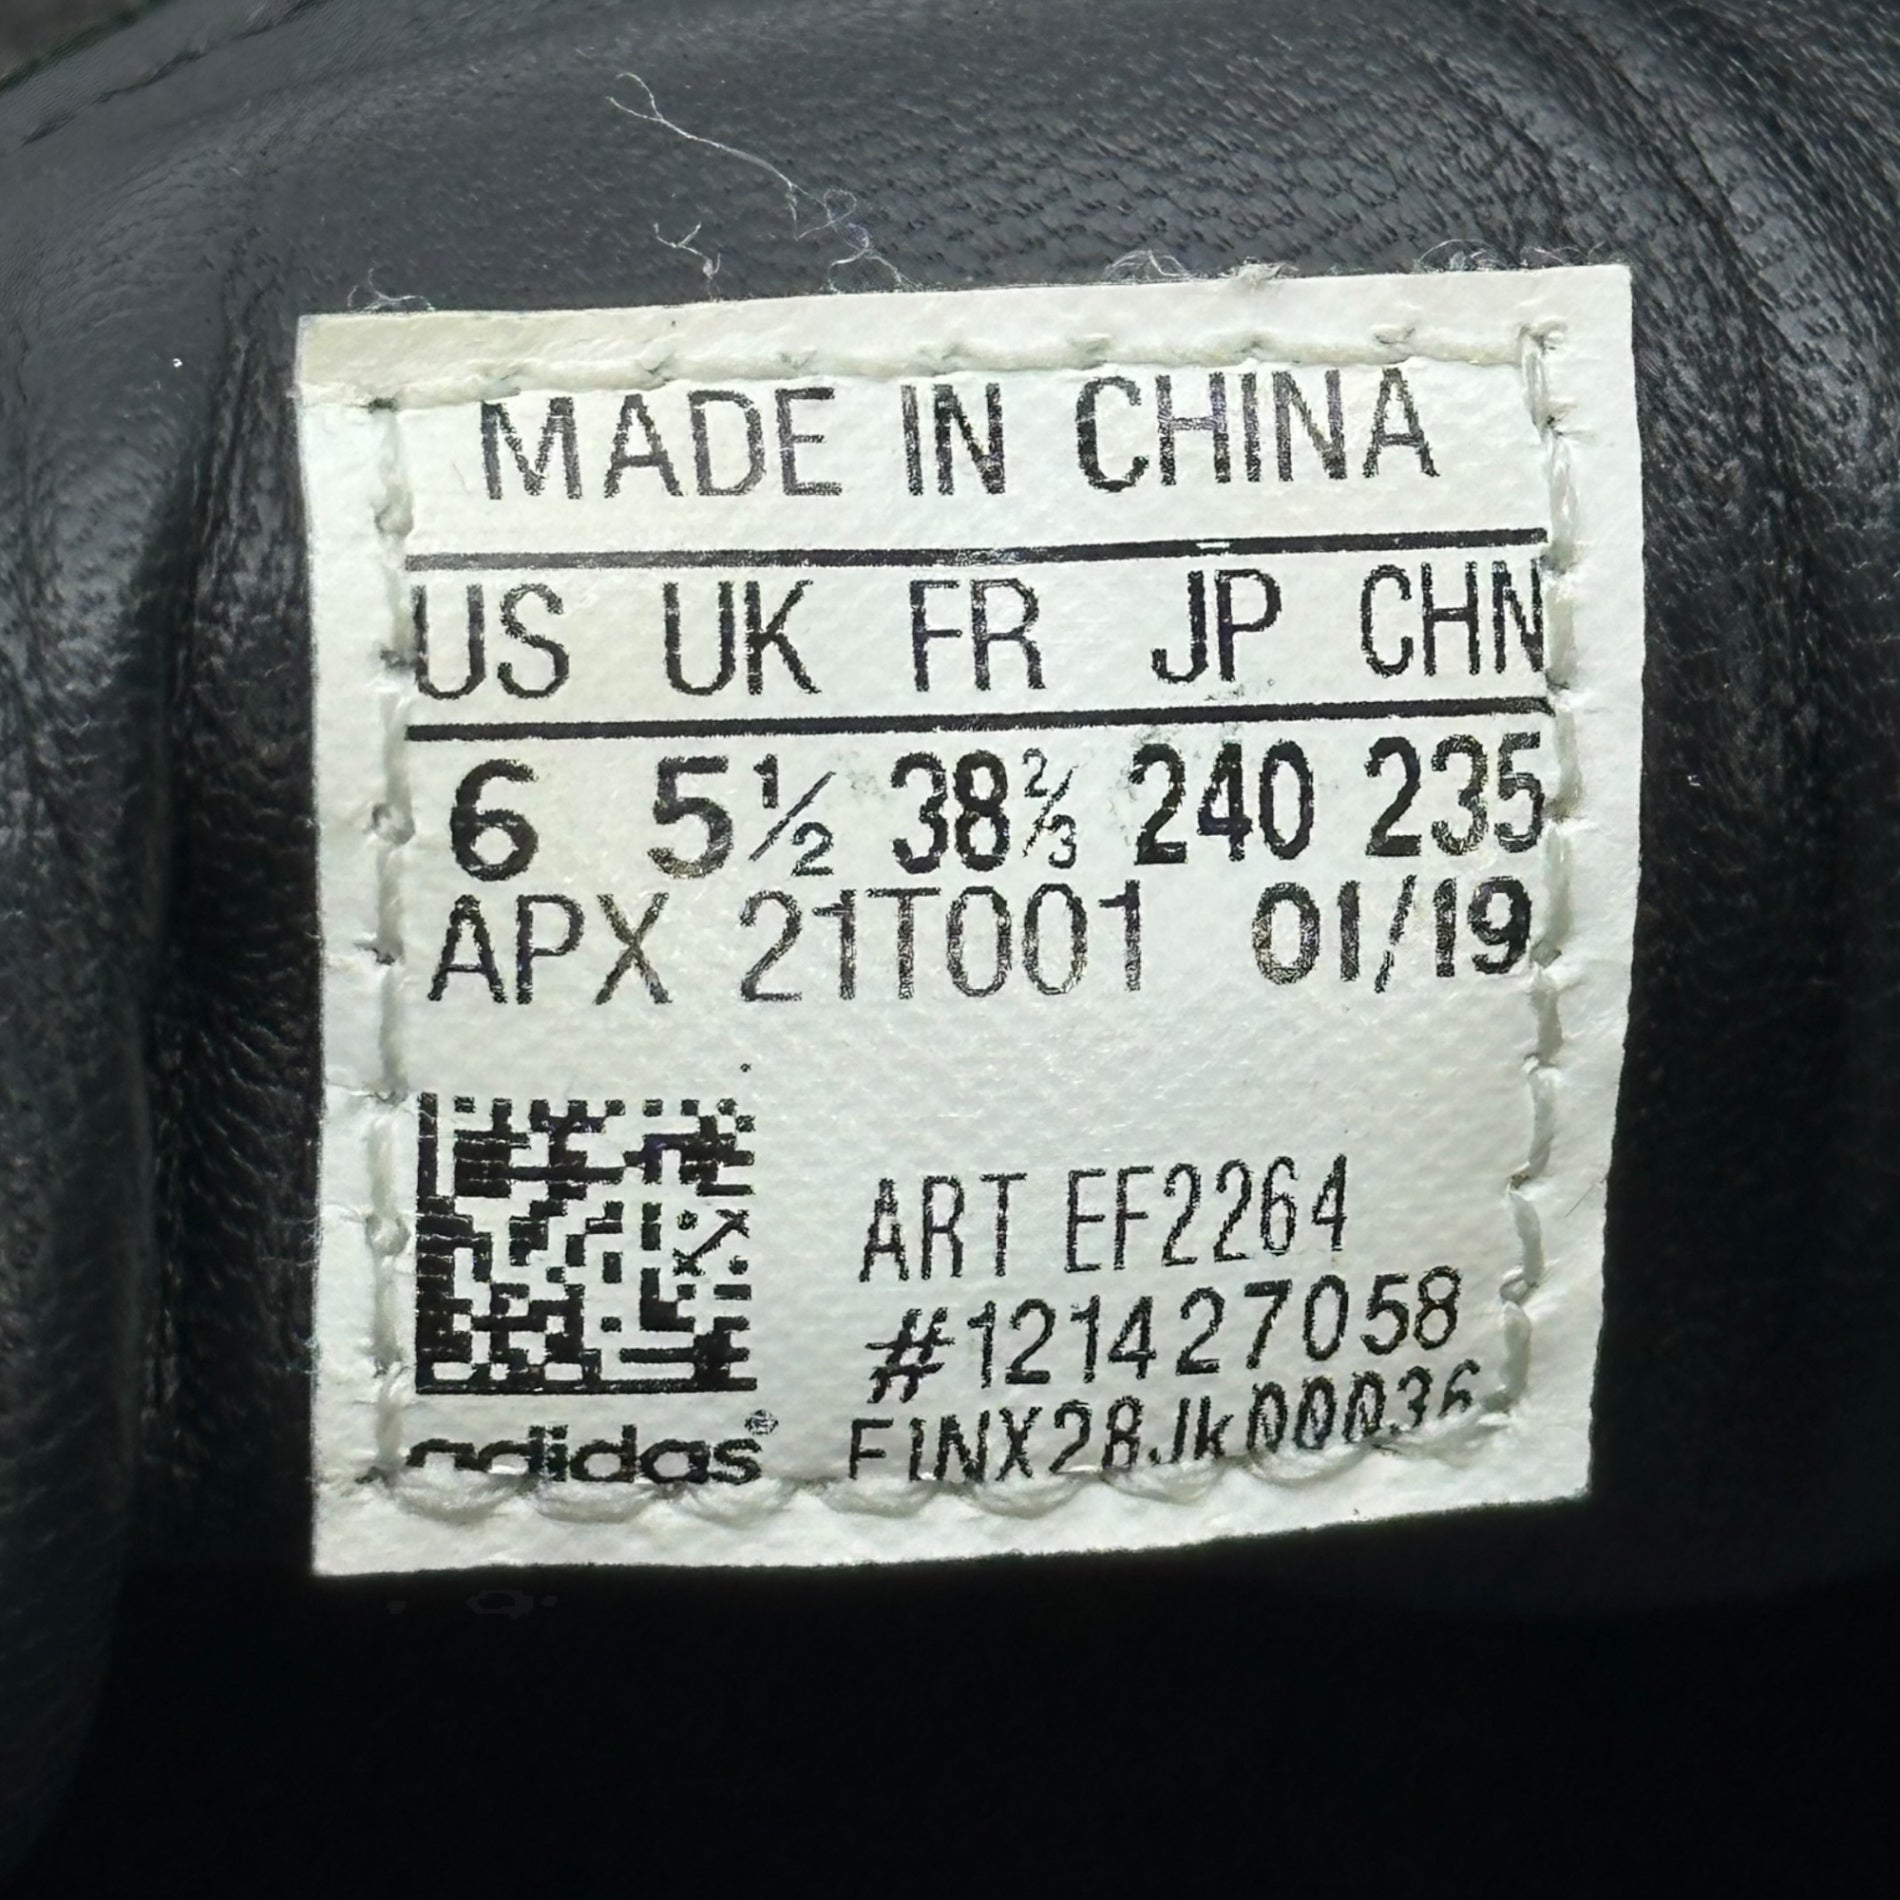 MADE IN CHINA
US UK FR JP CHN
6 5½ 38⅔ 240 235
APX 21T001 01/19
ART EF2264
#121427058
adidas®